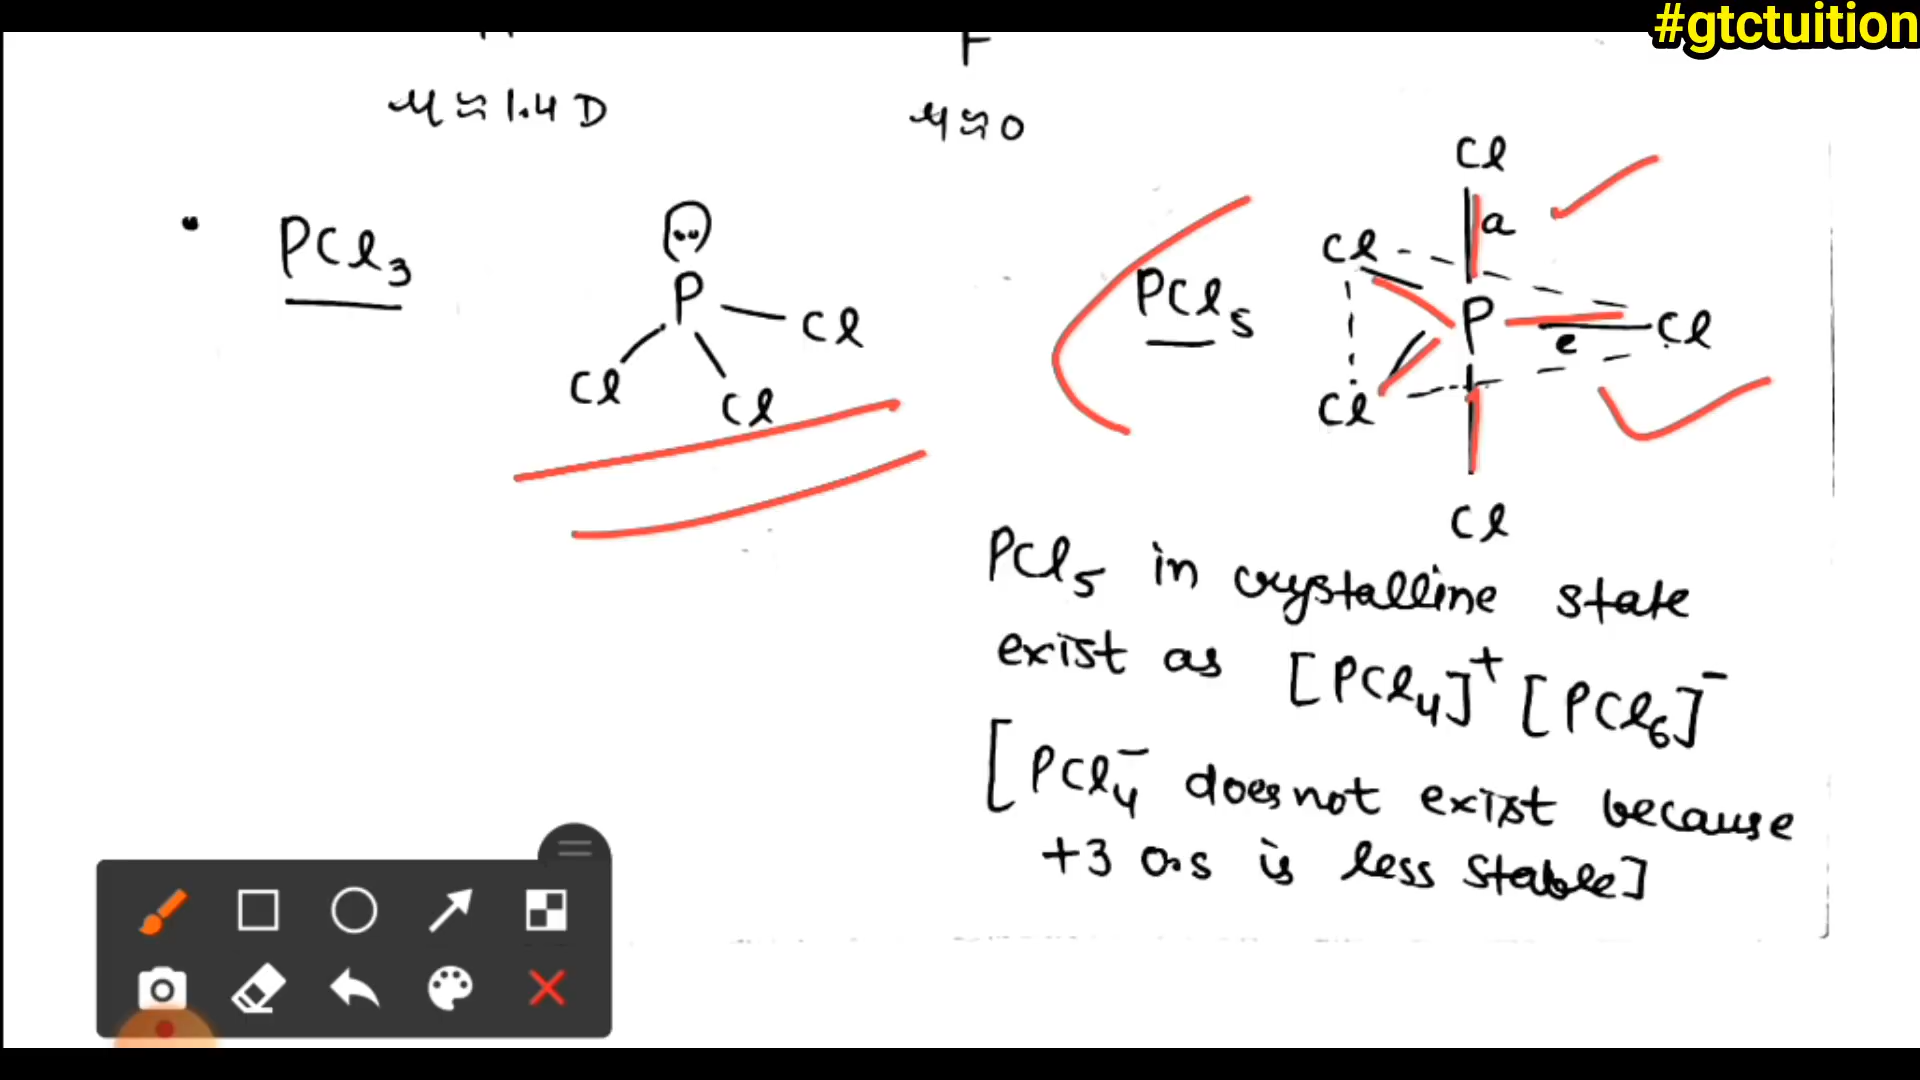 #gtctuition
μ ≈ 1.4 D
μ ≈ 0
PCl₃
P
Cl
Cl
Cl
PCl₅
Cl
a
Cl
P
Cl
e
Cl
Cl
PCl₅ in crystalline state
exist as [PCl₄]⁺ [PCl₆]⁻
[PCl₄⁻ does not exist because
+3 o.s is less stable]